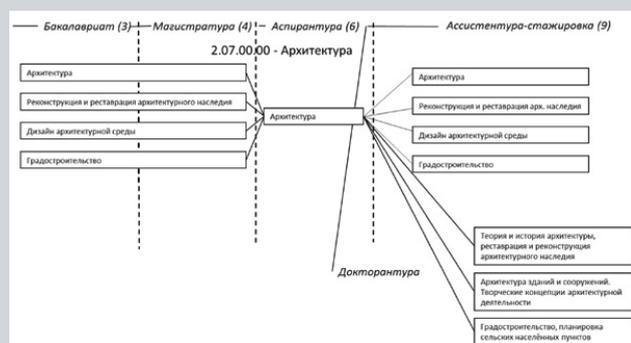 Бакалавриат (3)
Магистратура (4)
Аспирантура (6)
Ассистентура-стажировка (9)
2.07.00.00 - Архитектура
Архитектура
Реконструкция и реставрация архитектурного наследия
Дизайн архитектурной среды
Градостроительство
Архитектура
Архитектура
Реконструкция и реставрация арх. наследия
Дизайн архитектурной среды
Градостроительство
Теория и история архитектуры,
реставрация и реконструкция
архитектурного наследия
Архитектура зданий и сооружений.
Творческие концепции архитектурной
деятельности
Градостроительство, планировка
сельских населённых пунктов
Докторантура